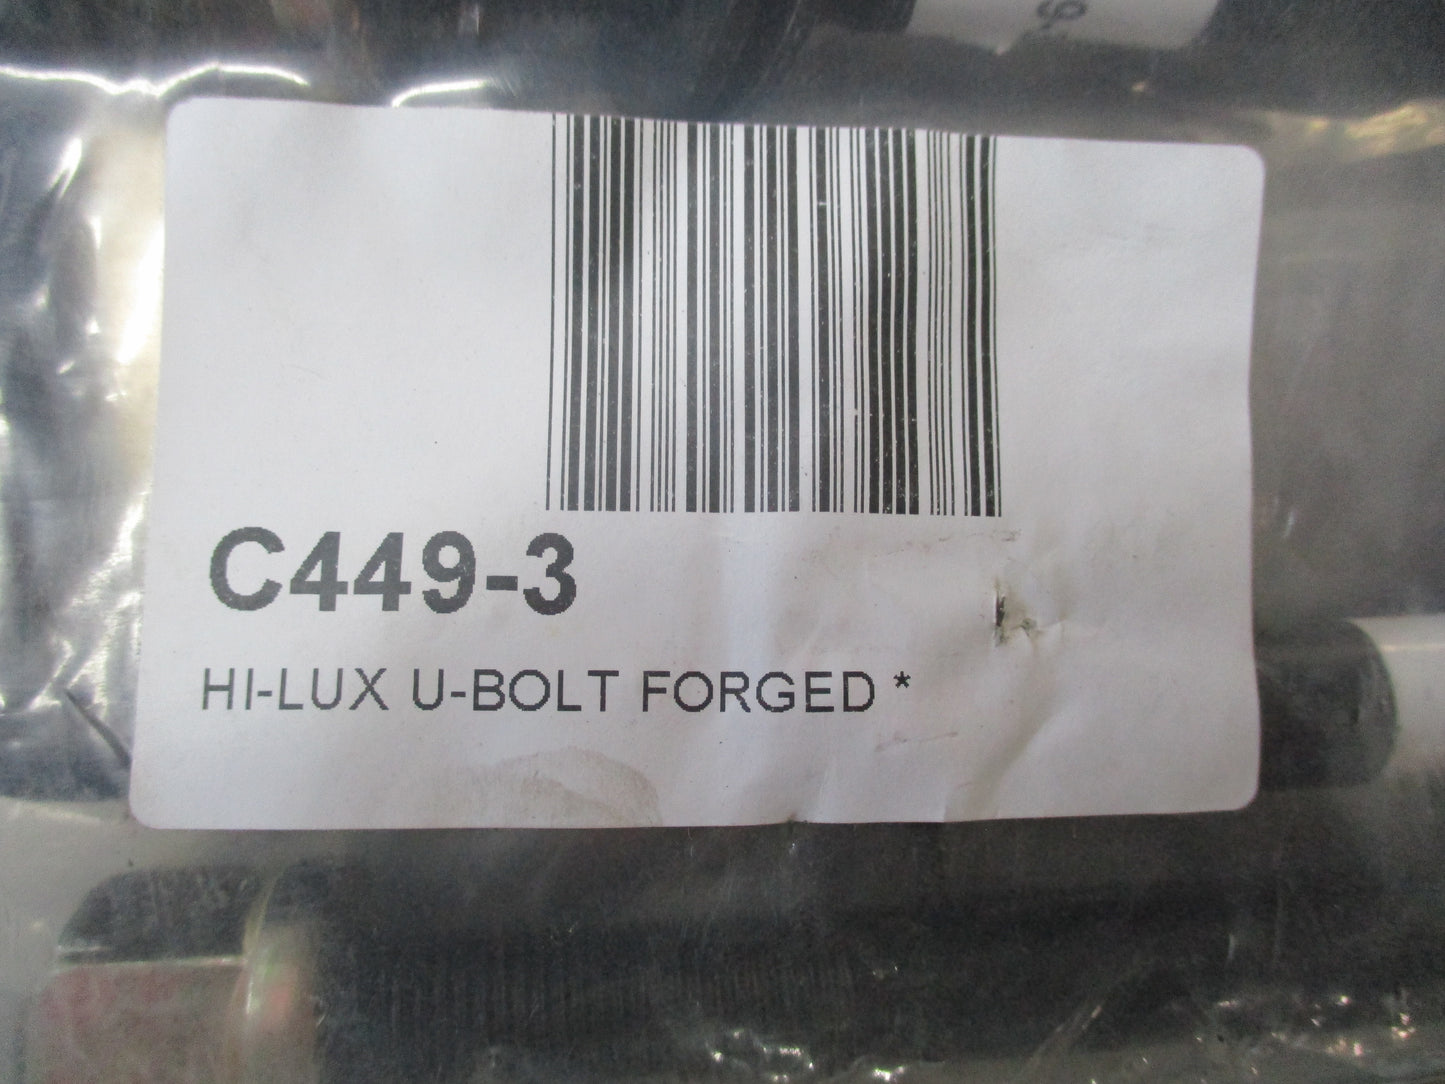 C449-3
HI-LUX U-BOLT FORGED *